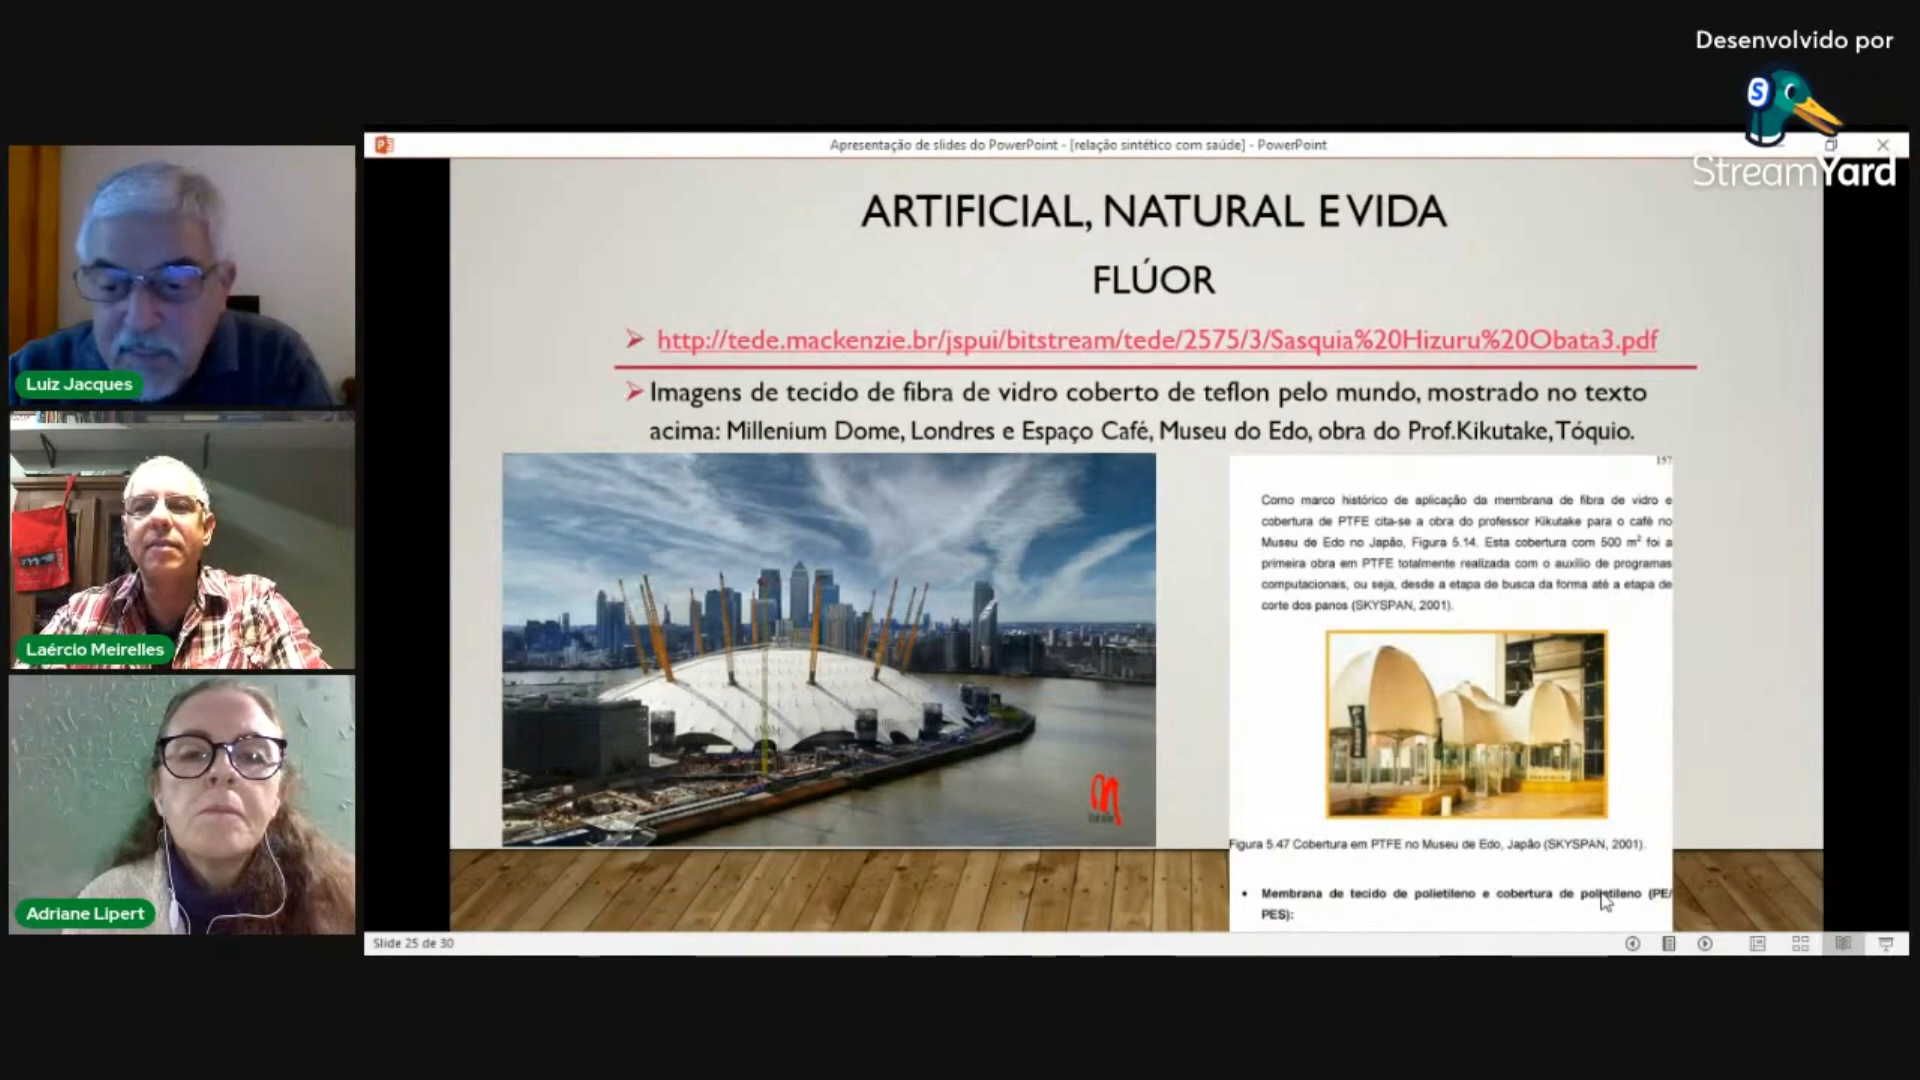 Desenvolvido por
S
StreamYard
Apresentação de slides do PowerPoint - [relação sintético com saúde] - PowerPoint
ARTIFICIAL, NATURAL E VIDA
FLÚOR
http://tede.mackenzie.br/jspui/bitstream/tede/2575/3/Sasquia%20Hizuru%20Obata3.pdf
Imagens de tecido de fibra de vidro coberto de teflon pelo mundo, mostrado no texto
acima: Millenium Dome, Londres e Espaço Café, Museu do Edo, obra do Prof.Kikutake, Tóquio.
157
Como marco histórico de aplicação da membrana de fibra de vidro e
cobertura de PTFE cita-se a obra do professor Kikutake para o café no
Museu de Edo no Japão, Figura 5.14. Esta cobertura com 500 m² foi a
primeira obra em PTFE totalmente realizada com o auxílio de programas
computacionais, ou seja, desde a etapa de busca da forma até a etapa de
corte dos panos (SKYSPAN, 2001).
Figura 5.47 Cobertura em PTFE no Museu de Edo, Japão (SKYSPAN, 2001).
• Membrana de tecido de polietileno e cobertura de polietileno (PE/
PES):
Slide 25 de 30
Luiz Jacques
Laércio Meirelles
Adriane Lipert